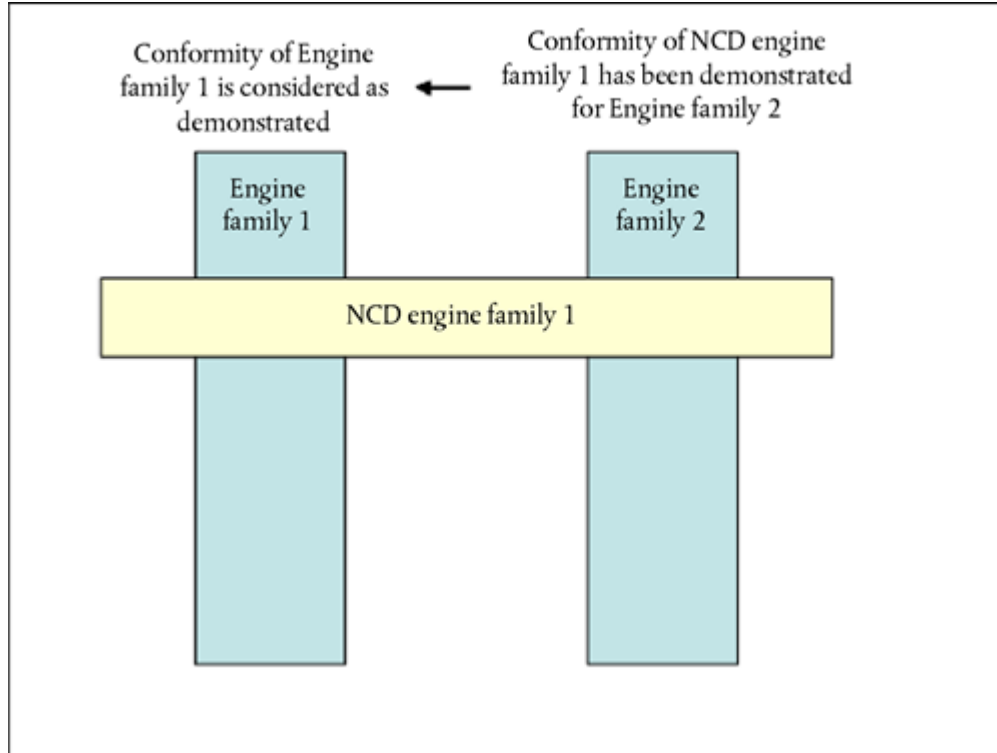 Conformity of Engine
family 1 is considered as
demonstrated
Conformity of NCD engine
family 1 has been demonstrated
for Engine family 2
Engine
family 1
Engine
family 2
NCD engine family 1